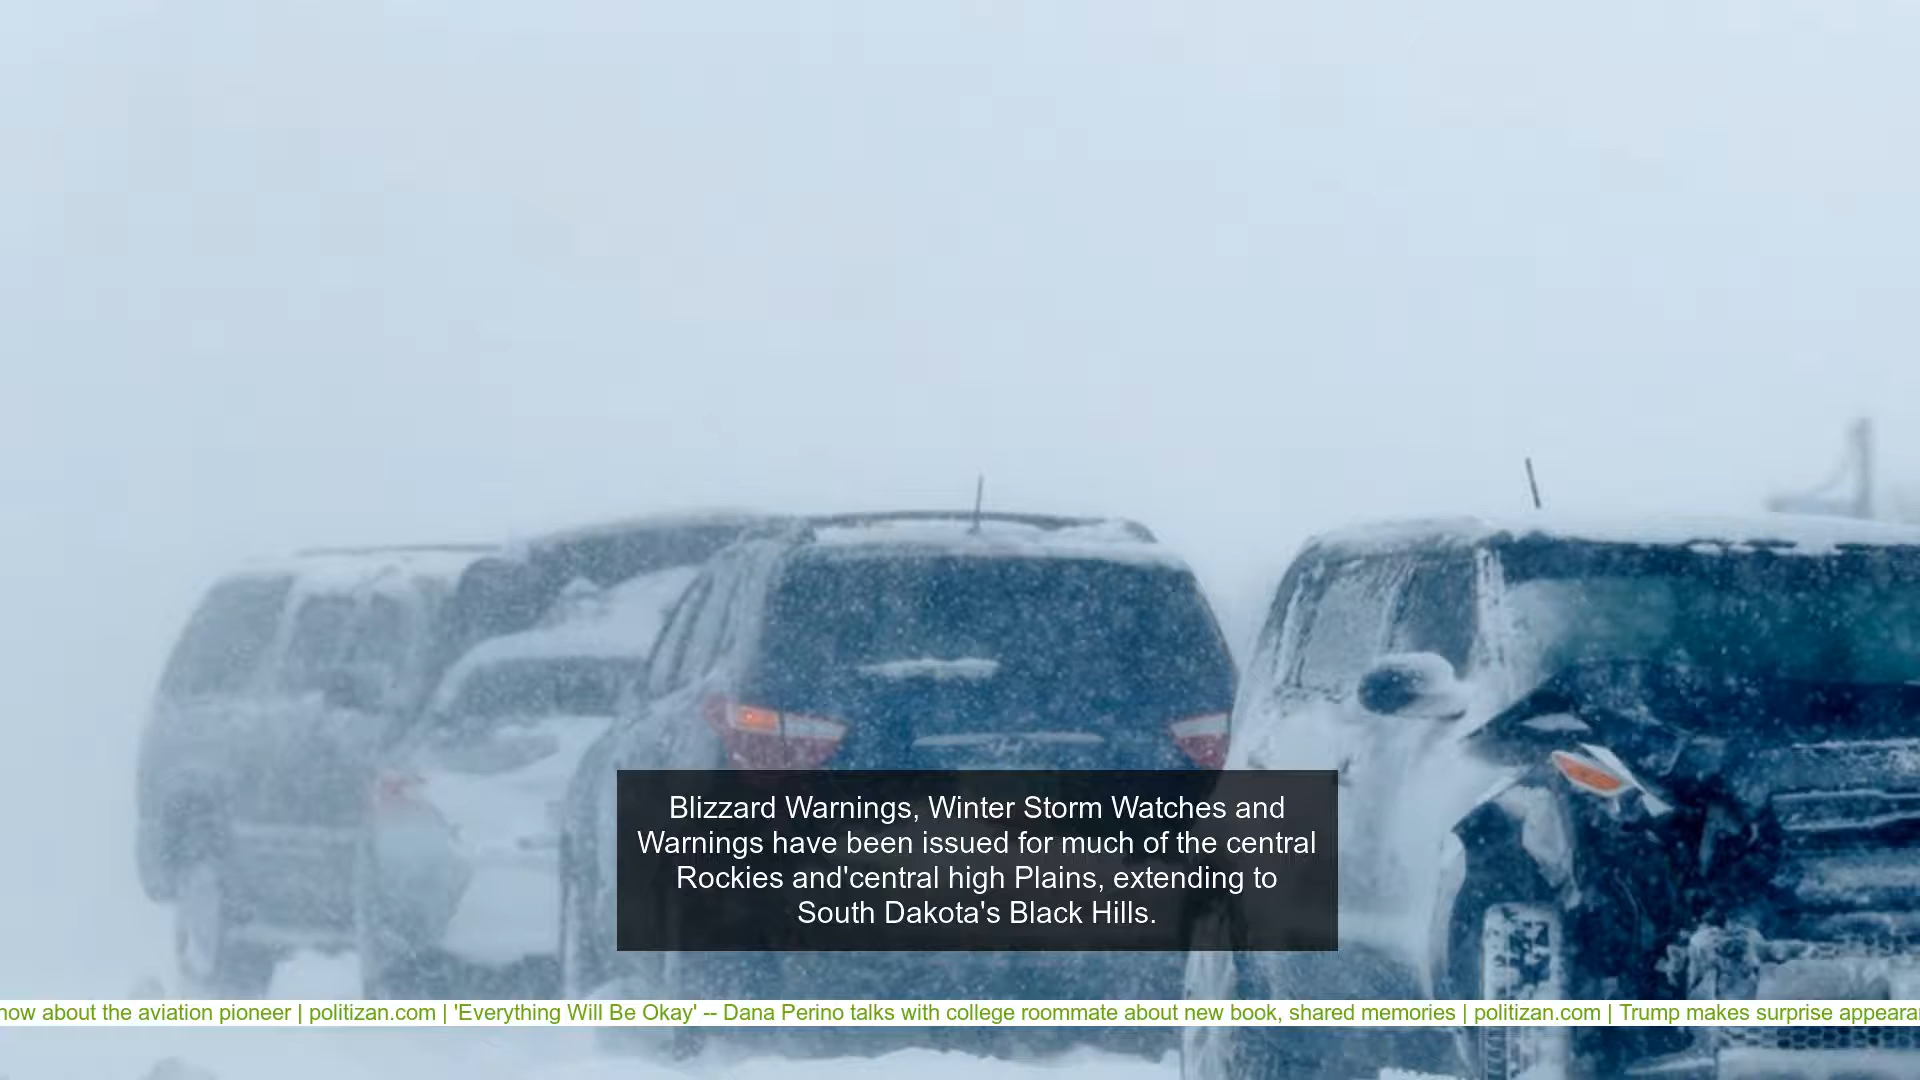 Blizzard Warnings, Winter Storm Watches and
Warnings have been issued for much of the central
Rockies and'central high Plains, extending to
South Dakota's Black Hills.
about the aviation pioneer | politizan.com | 'Everything Will Be Okay' -- Dana Perino talks with college roommate about new book, shared memories | politizan.com | Trump makes surprise